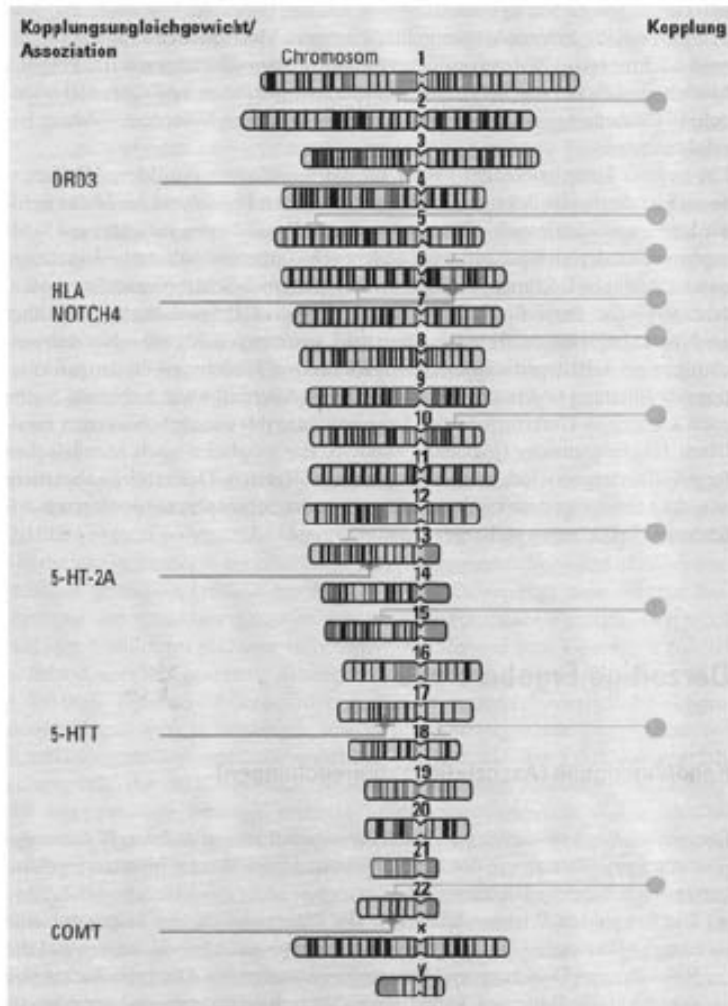 Kopplungsungleichgewicht/
Assoziation
Kopplung
Chromosom 1
2
3
DRD3
4
5
6
HLA
NOTCH4
7
8
9
10
11
12
13
5-HT-2A
14
15
16
17
5-HTT
18
19
20
21
22
COMT
x
y